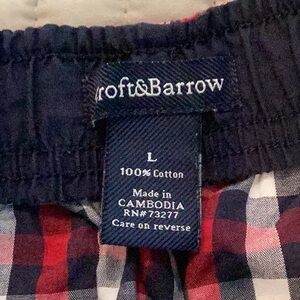 roft&Barrow
L
100% Cotton
Made in
CAMBODIA
RN#73277
Care on reverse